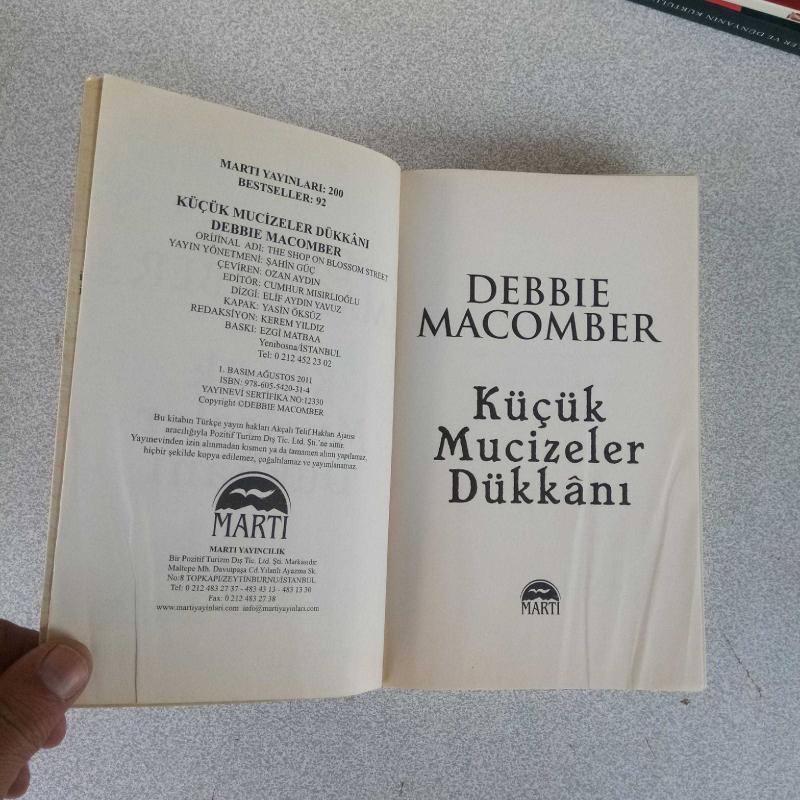 MARTI YAYINLARI: 200
BESTSELLER: 92
KÜÇÜK MUCİZELER DÜKKÂNI
DEBBIE MACOMBER
ORİJİNAL ADI: THE SHOP ON BLOSSOM STREET
YAYIN YÖNETMENİ: ŞAHİN GÜÇ
ÇEVİREN: OZAN AYDIN
EDİTÖR: CUMHUR MISIRLIOĞLU
DİZGİ: ELİF AYDIN YAVUZ
KAPAK: YASİN ÖKSÜZ
REDAKSİYON: KEREM YILDIZ
BASKI: EZGİ MATBAA
Yenibosna/İSTANBUL
Tel: 0 212 452 23 02
1. BASIM AĞUSTOS 2011
ISBN: 978-605-5420-31-4
YAYINEVİ SERTİFİKA NO:12330
Copyright ©DEBBIE MACOMBER
Bu kitabın Türkçe yayın hakları Akçalı Telif Hakları Ajansı
aracılığıyla Pozitif Turizm Dış Tic. Ltd. Şti.'ne aittir.
Yayınevinden izin alınmadan kısmen ya da tamamen alıntı yapılamaz,
hiçbir şekilde kopya edilemez, çoğaltılamaz ve yayımlanamaz.
MARTI
MARTI YAYINCILIK
Bir Pozitif Turizm Dış Tic. Ltd. Şti. Markasıdır.
Maltepe Mh. Davutpaşa Cd.Yılanlı Ayazma Sk.
No:8 TOPKAPI/ZEYTİNBURNU/İSTANBUL
Tel: 0 212 483 27 37 - 483 43 13 - 483 13 30
Fax: 0 212 483 27 38
www.martiyayinlari.com info@martiyayinlari.com
DEBBIE
MACOMBER
Küçük
Mucizeler
Dükkânı
MARTI
VE DÜNYANIN